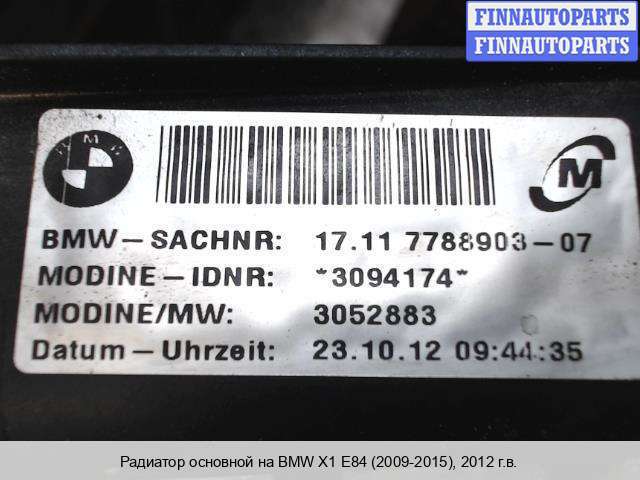 FINNAUTOPARTS
FINNAUTOPARTS
BMW
M
BMW-SACHNR: 17.11 7788903-07
MODINE-IDNR: *3094174*
MODINE/MW: 3052883
Datum-Uhrzeit: 23.10.12 09:44:35
Радиатор основной на BMW X1 E84 (2009-2015), 2012 г.в.